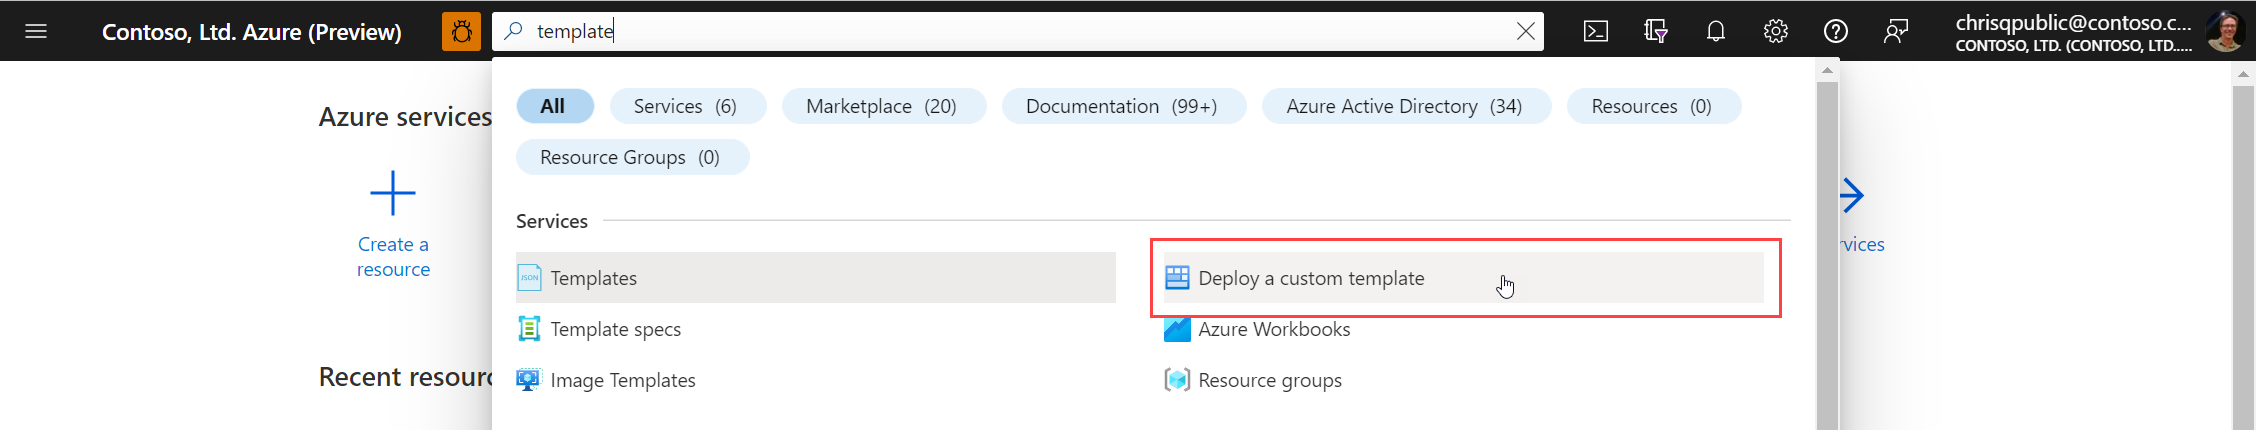 Contoso, Ltd. Azure (Preview)
template
chrisqpublic@contoso.c...
CONTOSO, LTD. (CONTOSO, LTD....
All
Services (6)
Marketplace (20)
Documentation (99+)
Azure Active Directory (34)
Resources (0)
Resource Groups (0)
Azure services
Create a
resource
Services
JSON
Templates
Deploy a custom template
Template specs
Azure Workbooks
Image Templates
Resource groups
Recent resourc
rvices